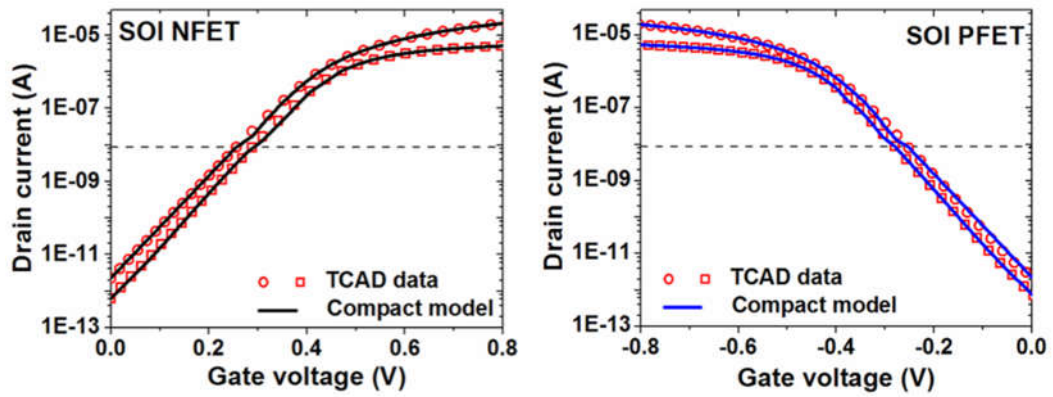 SOI NFET
Drain current (A)
1E-05
1E-07
1E-09
1E-11
1E-13
TCAD data
Compact model
0.0 0.2 0.4 0.6 0.8
Gate voltage (V)
SOI PFET
Drain current (A)
1E-05
1E-07
1E-09
1E-11
1E-13
TCAD data
Compact model
-0.8 -0.6 -0.4 -0.2 0.0
Gate voltage (V)